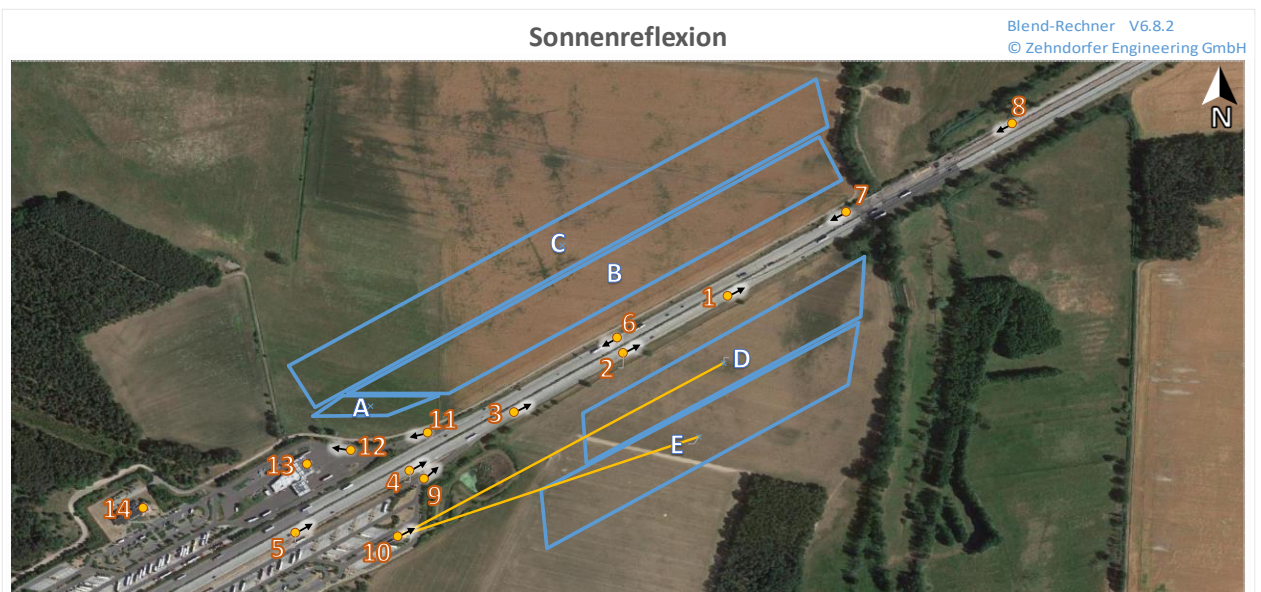 Sonnenreflexion
Blend-Rechner V6.8.2
© Zehndorfer Engineering GmbH
N
8
7
C
B
1
6
2
D
A
3
11
E
12
13
4
9
14
5
10